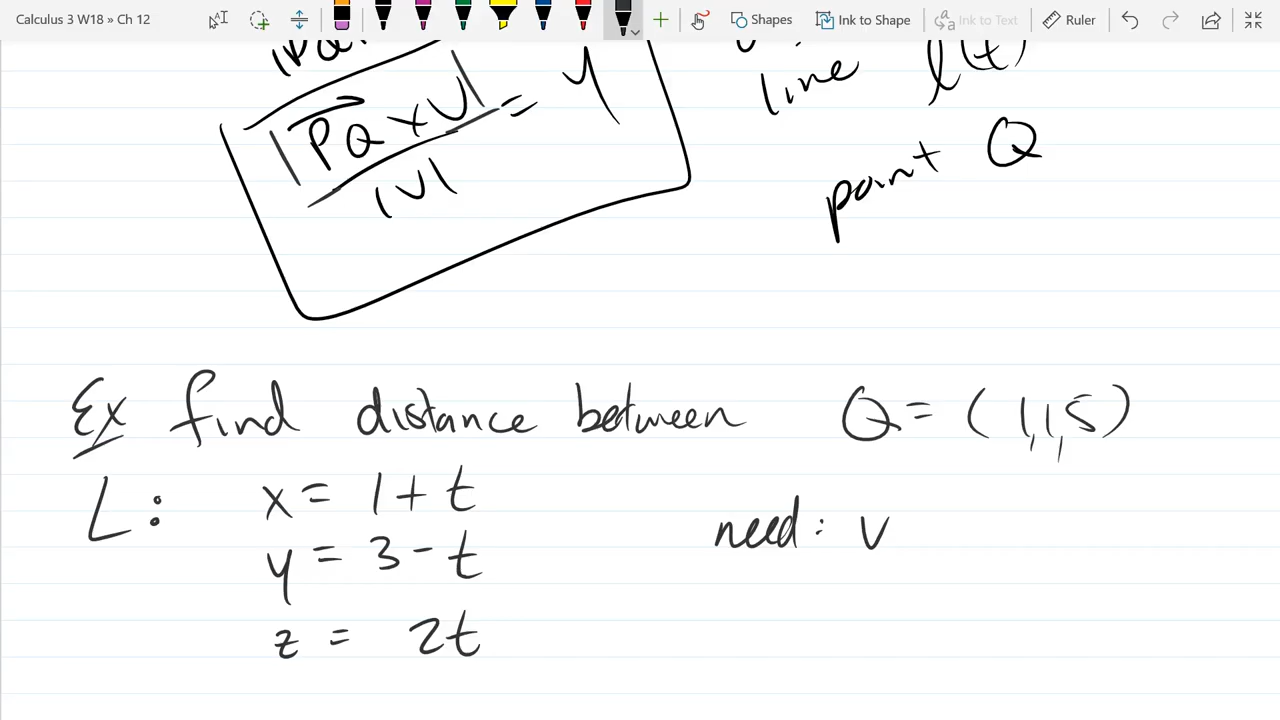 Calculus 3 W18 » Ch 12
Shapes
Ink to Shape
Ink to Text
Ruler
|PQ|
|PQ × V| / |V| = y
line l(t)
point Q
Ex find distance between Q = (1,1,5)
L: x = 1 + t
y = 3 - t
z = 2t
need: v